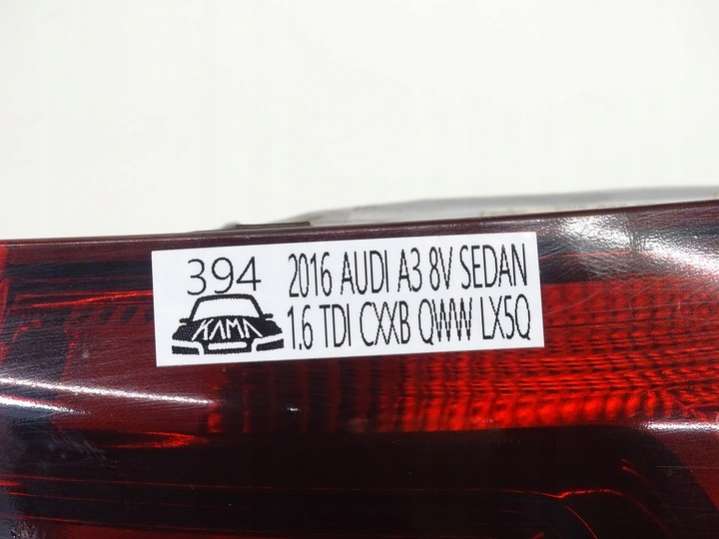 394
KAMA
2016 AUDI A3 8V SEDAN
1.6 TDI CXXB QWW LX5Q